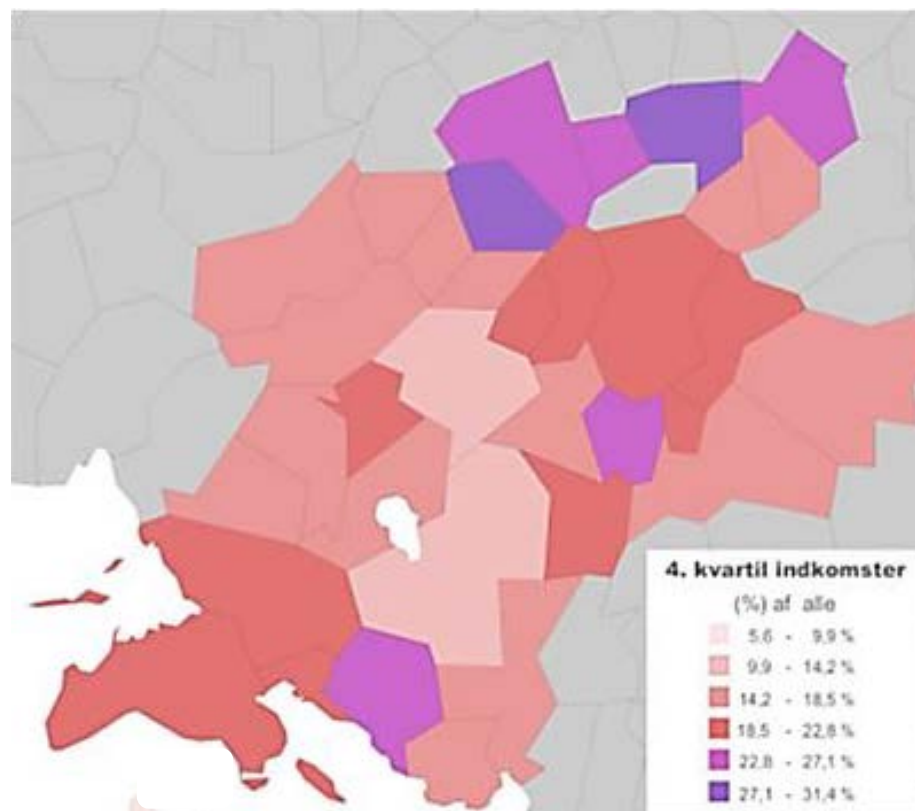 4. kvartil indkomster
(%) af alle
5,6 - 9,9 %
9,9 - 14,2 %
14,2 - 18,5 %
18,5 - 22,8 %
22,8 - 27,1 %
27,1 - 31,4 %